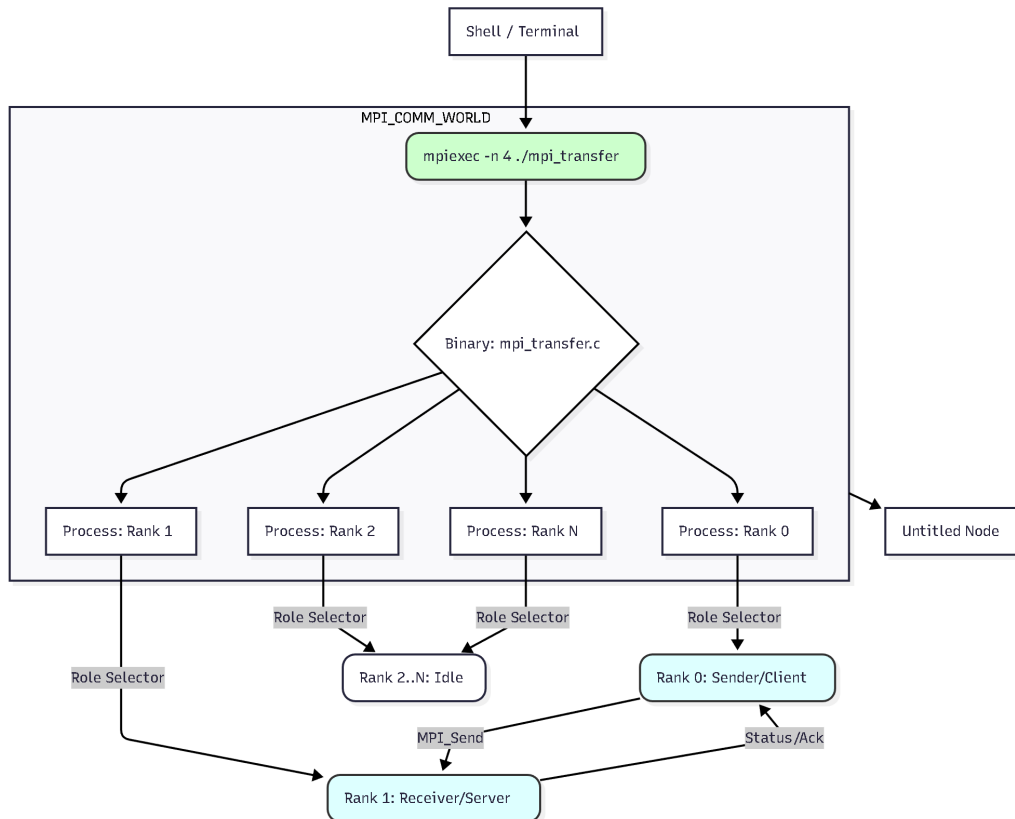 Shell / Terminal
MPI_COMM_WORLD
mpiexec -n 4 ./mpi_transfer
Binary: mpi_transfer.c
Process: Rank 1
Process: Rank 2
Process: Rank N
Process: Rank 0
Untitled Node
Role Selector
Role Selector
Role Selector
Role Selector
Rank 2..N: Idle
Rank 0: Sender/Client
MPI_Send
Status/Ack
Rank 1: Receiver/Server